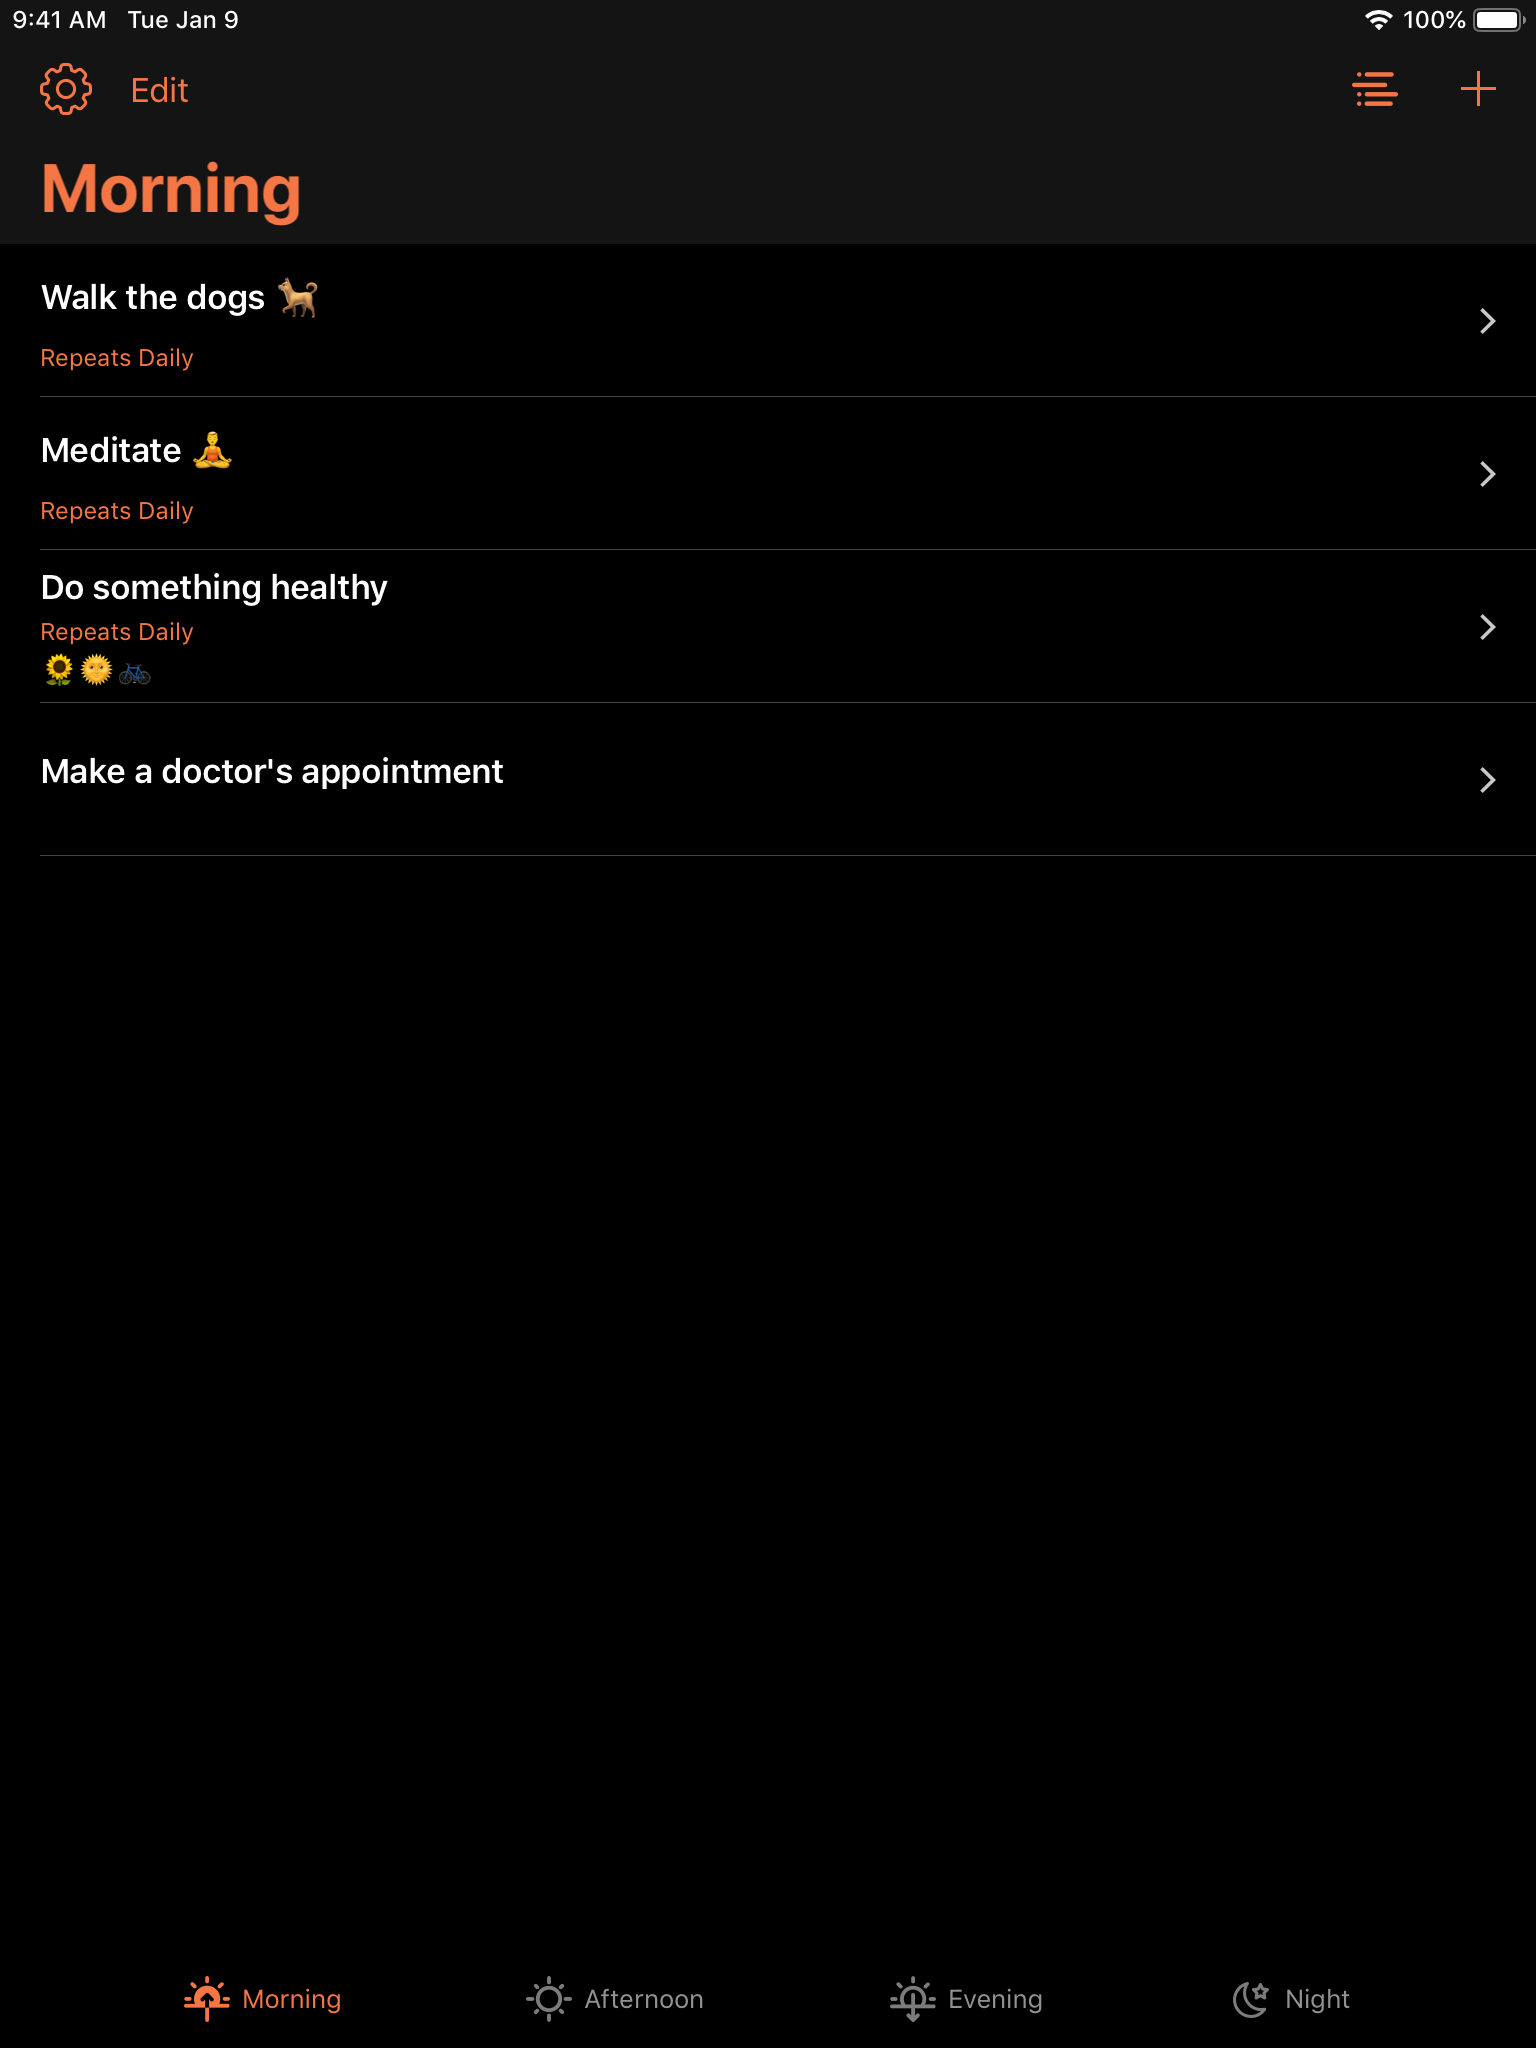 9:41 AM Tue Jan 9 100%
Edit
Morning
Walk the dogs 🐕
Repeats Daily
Meditate 🧘‍♂️
Repeats Daily
Do something healthy
Repeats Daily
🌻🌞🚲
Make a doctor's appointment
Morning Afternoon Evening Night